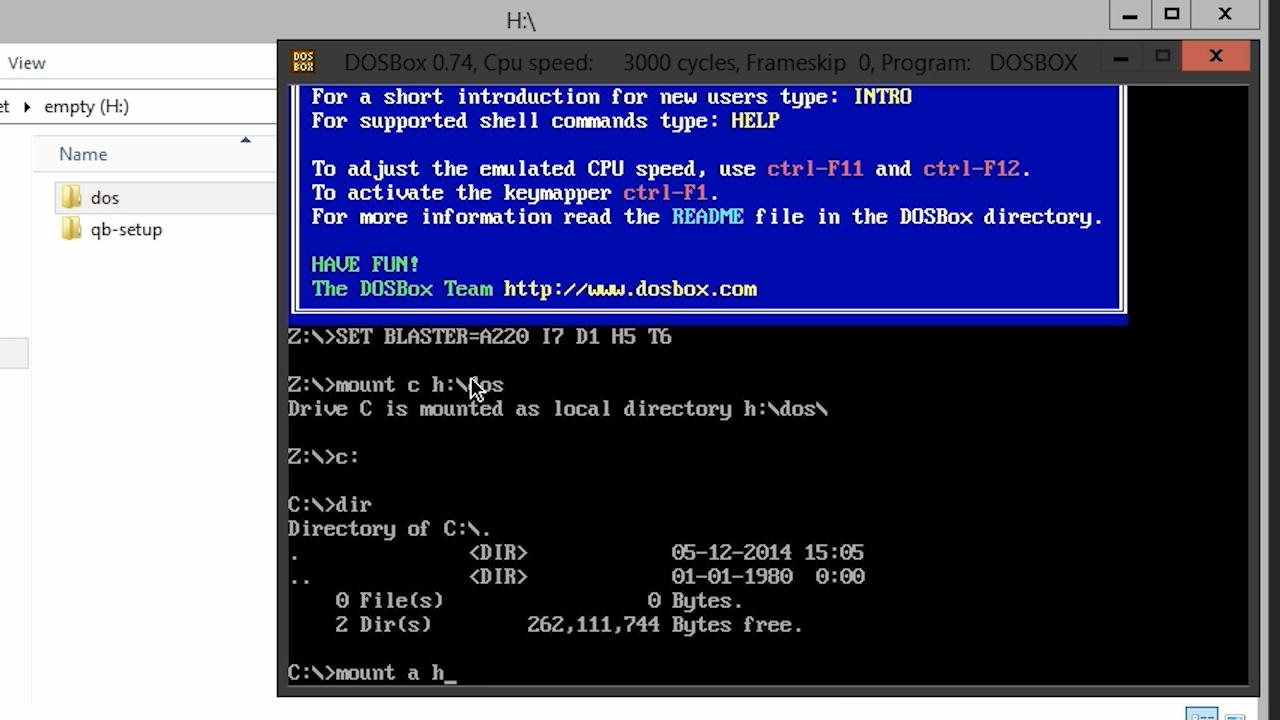 H:\
View
et ▸ empty (H:)
Name
dos
qb-setup
DOS BOX
DOSBox 0.74, Cpu speed: 3000 cycles, Frameskip 0, Program: DOSBOX
For a short introduction for new users type: INTRO
For supported shell commands type: HELP
To adjust the emulated CPU speed, use ctrl-F11 and ctrl-F12.
To activate the keymapper ctrl-F1.
For more information read the README file in the DOSBox directory.
HAVE FUN!
The DOSBox Team http://www.dosbox.com
Z:\>SET BLASTER=A220 I7 D1 H5 T6
Z:\>mount c h:\dos
Drive C is mounted as local directory h:\dos\
Z:\>c:
C:\>dir
Directory of C:\.
. <DIR> 05-12-2014 15:05
.. <DIR> 01-01-1980 0:00
0 File(s) 0 Bytes.
2 Dir(s) 262,111,744 Bytes free.
C:\>mount a h_